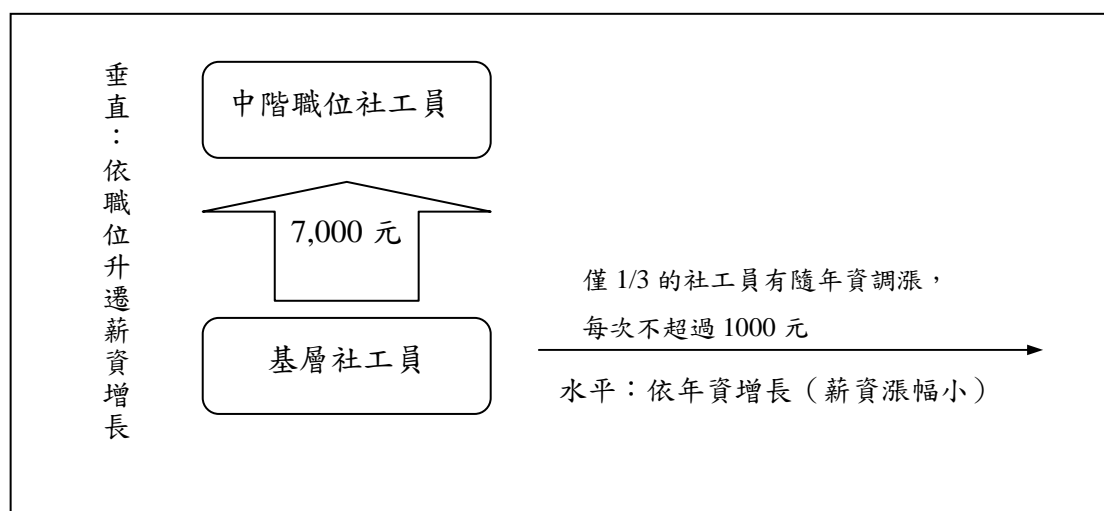 垂直：依職位升遷薪資增長
中階職位社工員
7,000 元
基層社工員
僅 1/3 的社工員有隨年資調漲，
每次不超過 1000 元
水平：依年資增長（薪資漲幅小）